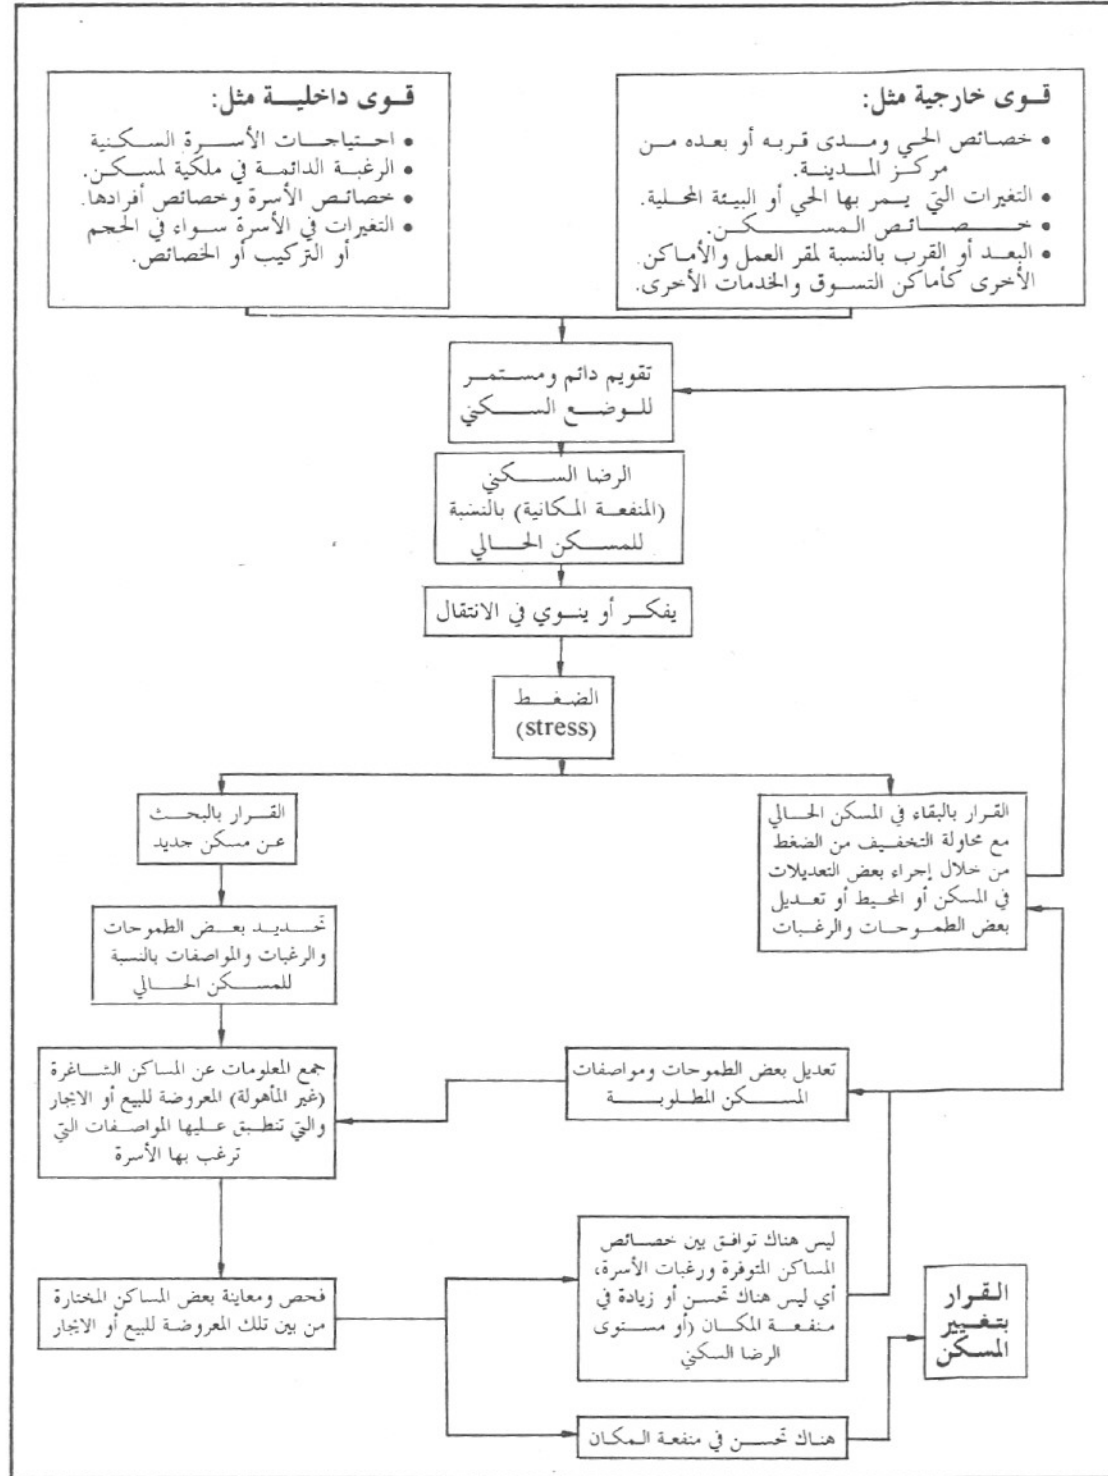 قوى خارجية مثل:
• خصائص الحي ومدى قربه أو بعده من
مركز المدينة.
• التغيرات التي يمر بها الحي أو البيئة المحلية.
• خصائص المسكن.
• البعد أو القرب بالنسبة لمقر العمل والأماكن
الأخرى كأماكن التسوق والخدمات الأخرى.
قوى داخلية مثل:
• احتياجات الأسرة السكنية
• الرغبة الدائمة في ملكية لمسكن.
• خصائص الأسرة وخصائص أفرادها.
• التغيرات في الأسرة سواء في الحجم
أو التركيب أو الخصائص.
تقويم دائم ومستمر
للوضع السكني
الرضا السكني
(المنفعة المكانية) بالنسبة
للمسكن الحالي
يفكر أو ينوي في الانتقال
الضغط
(stress)
القرار بالبقاء في المسكن الحالي
مع محاولة التخفيف من الضغط
من خلال إجراء بعض التعديلات
في المسكن أو المحيط أو تعديل
بعض الطموحات والرغبات
القرار بالبحث
عن مسكن جديد
تحديد بعض الطموحات
والرغبات والمواصفات بالنسبة
للمسكن الحالي
تعديل بعض الطموحات ومواصفات
المسكن المطلوبة
جمع المعلومات عن المساكن الشاغرة
(غير المأهولة) المعروضة للبيع أو الايجار
والتي تنطبق عليها المواصفات التي
ترغب بها الأسرة
ليس هناك توافق بين خصائص
المساكن المتوفرة ورغبات الأسرة،
أي ليس هناك تحسن أو زيادة في
منفعة المكان (أو مستوى
الرضا السكني
فحص ومعاينة بعض المساكن المختارة
من بين تلك المعروضة للبيع أو الايجار
القرار
بتغيير
المسكن
هناك تحسن في منفعة المكان